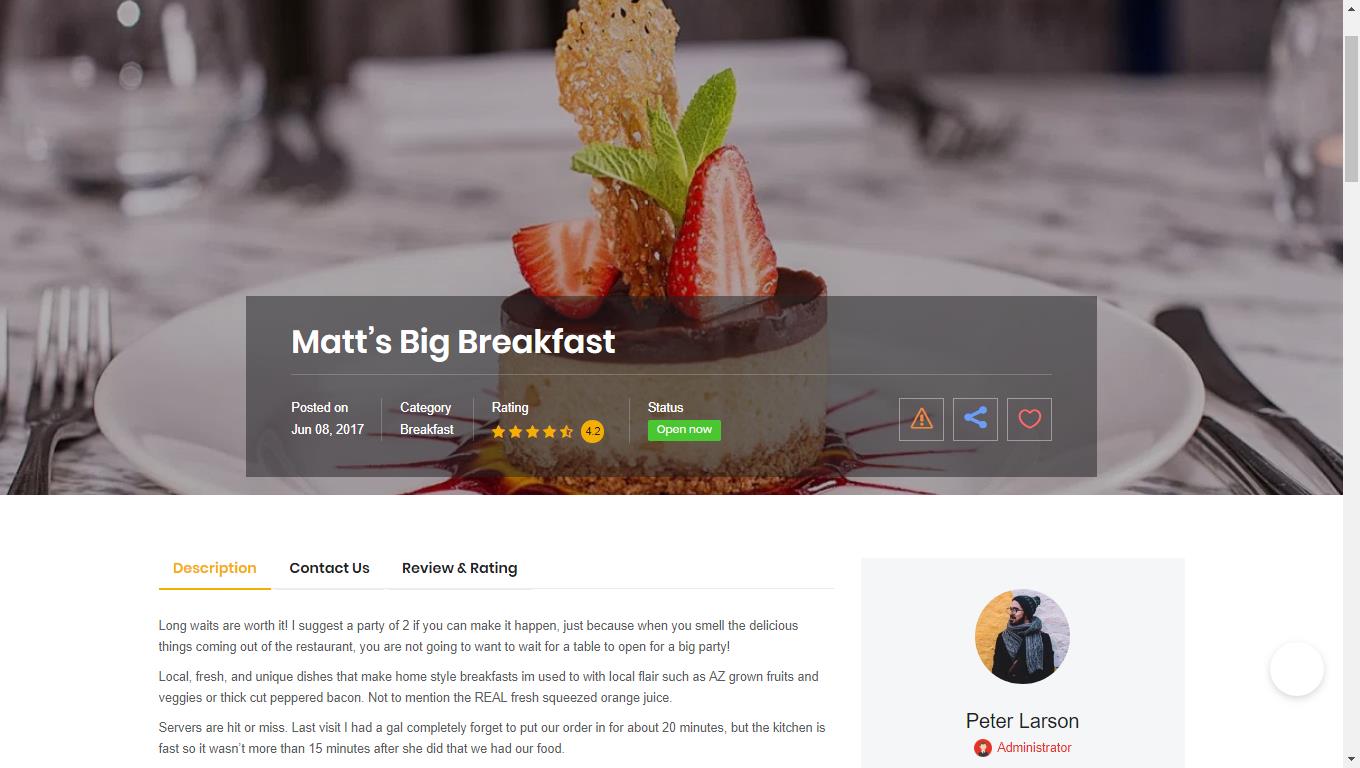 Matt’s Big Breakfast
Posted on
Jun 08, 2017
Category
Breakfast
Rating
4.2
Status
Open now
Description
Contact Us
Review & Rating
Long waits are worth it! I suggest a party of 2 if you can make it happen, just because when you smell the delicious
things coming out of the restaurant, you are not going to want to wait for a table to open for a big party!
Local, fresh, and unique dishes that make home style breakfasts im used to with local flair such as AZ grown fruits and
veggies or thick cut peppered bacon. Not to mention the REAL fresh squeezed orange juice.
Servers are hit or miss. Last visit I had a gal completely forget to put our order in for about 20 minutes, but the kitchen is
fast so it wasn’t more than 15 minutes after she did that we had our food.
Peter Larson
Administrator